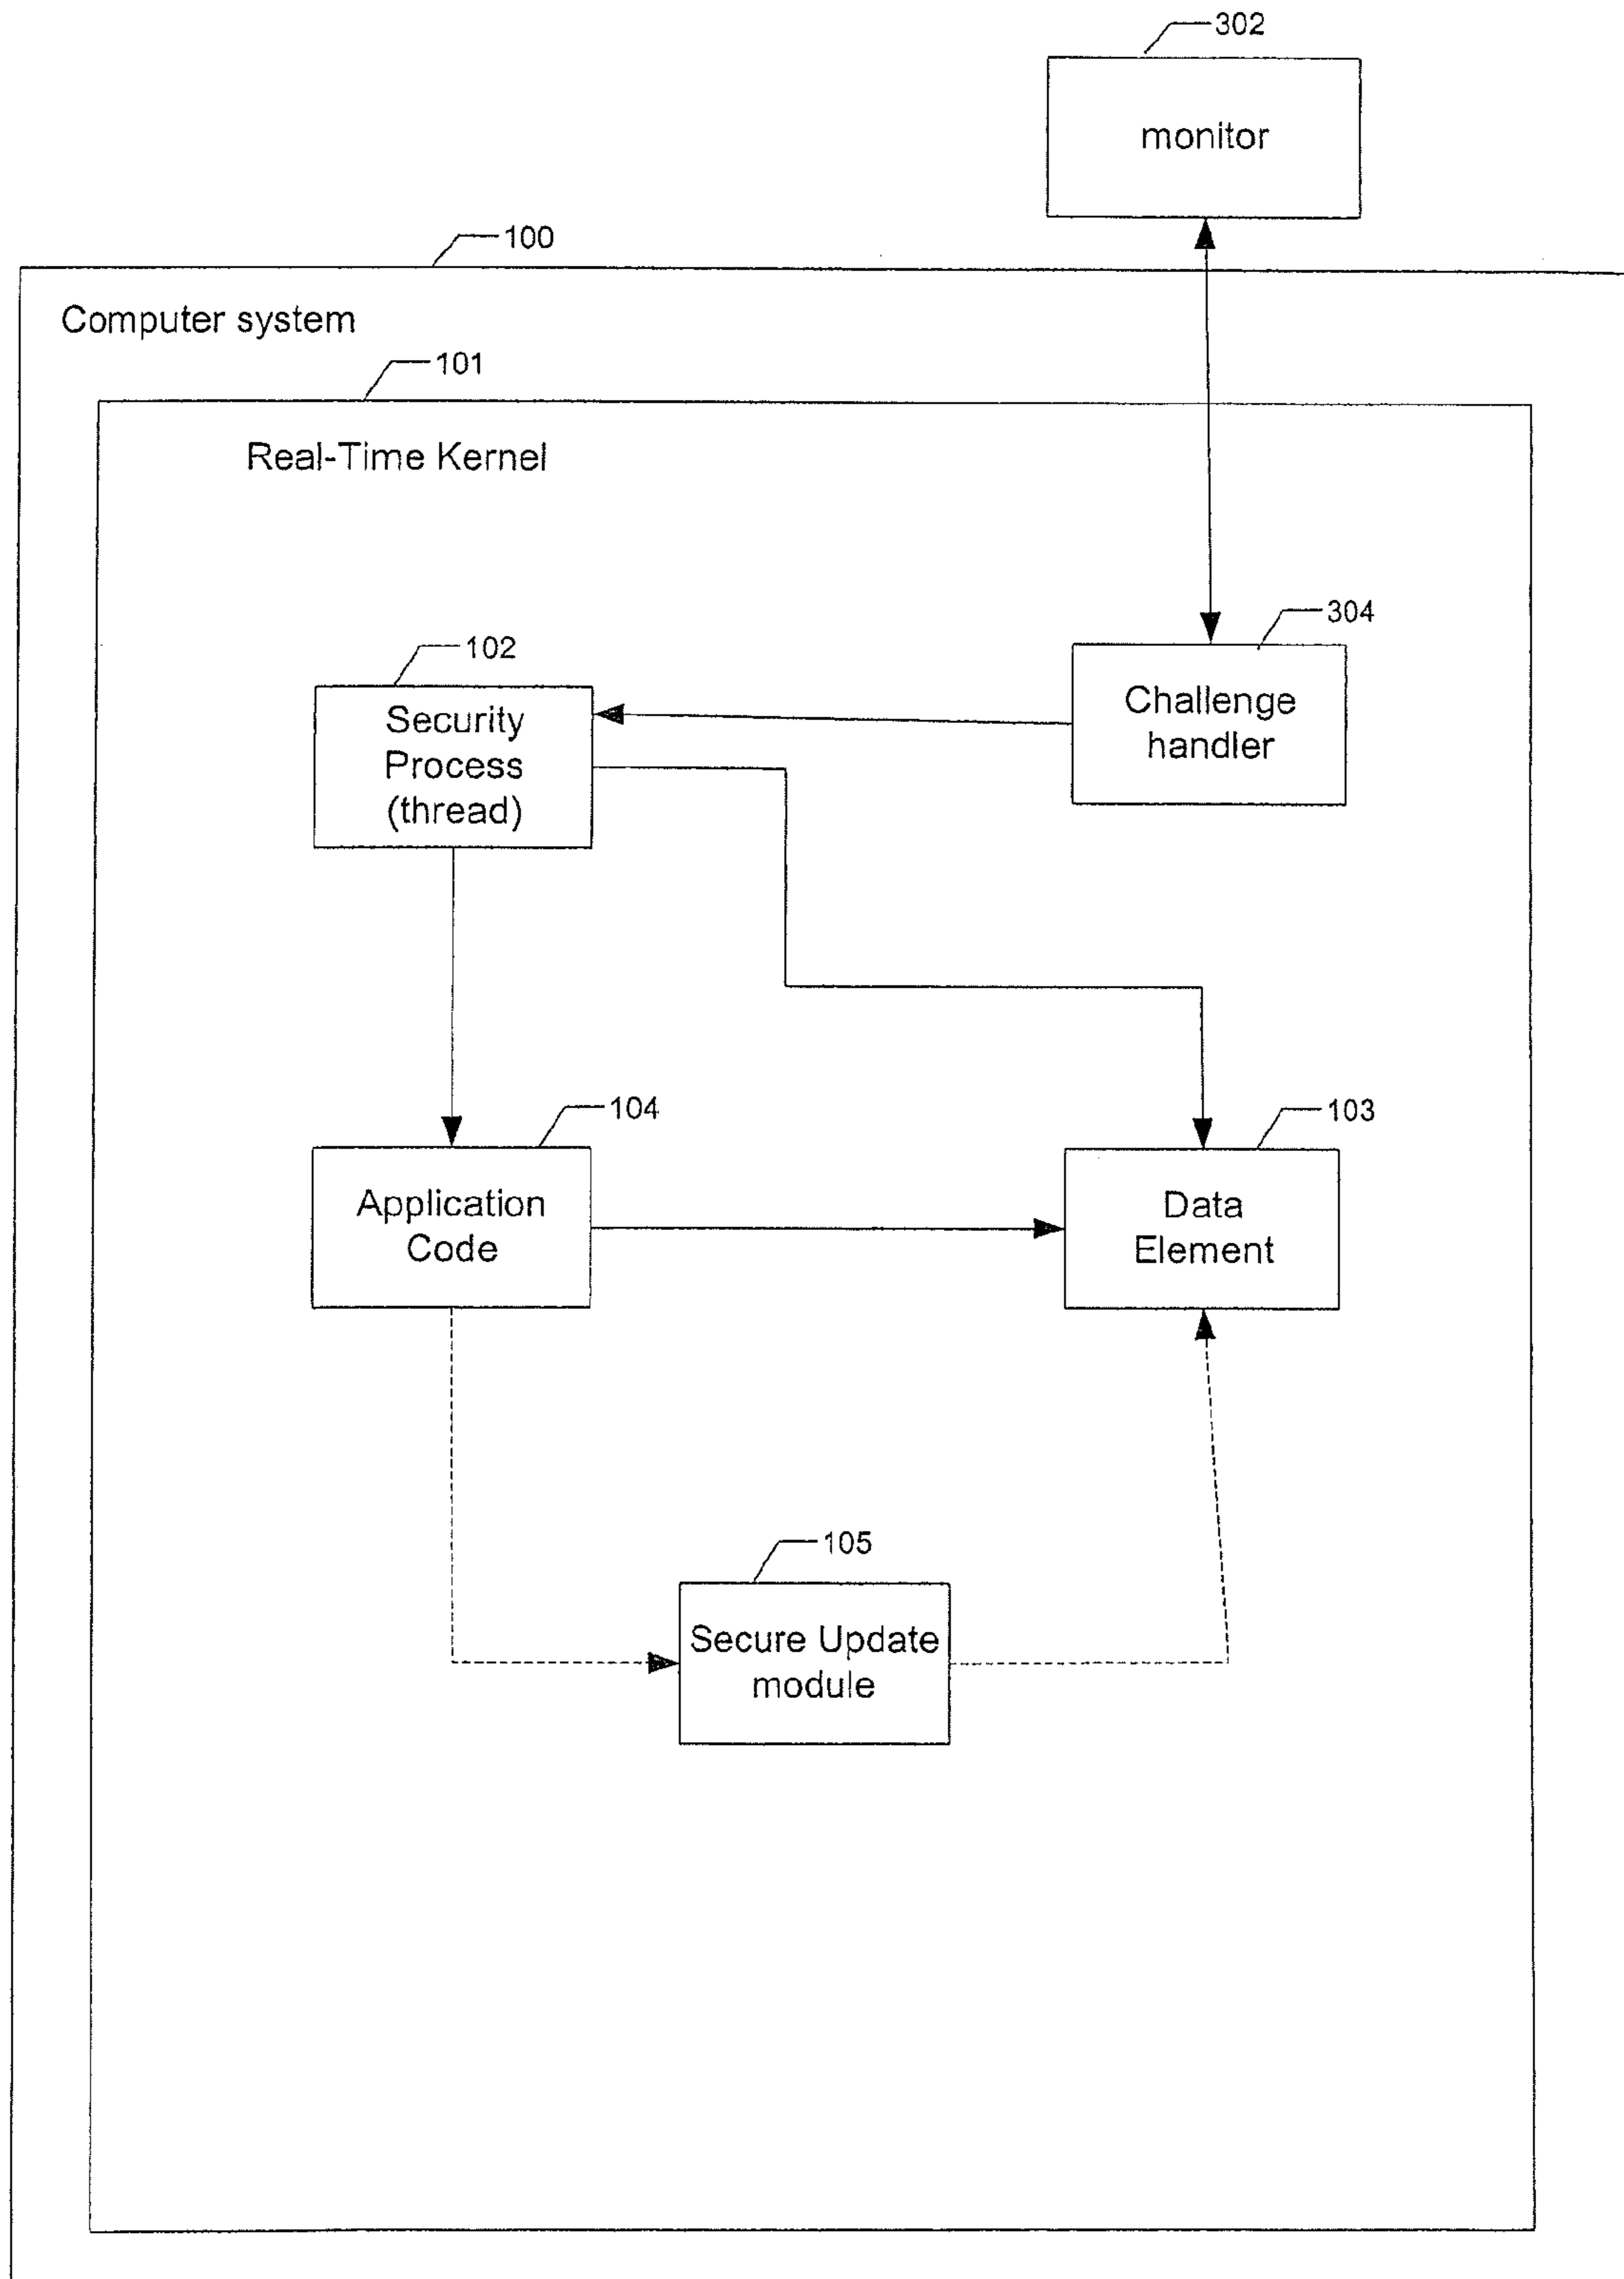 302
monitor
100
Computer system
101
Real-Time Kernel
304
102
Challenge
handler
Security
Process
(thread)
104
103
Application
Code
Data
Element
105
Secure Update
module